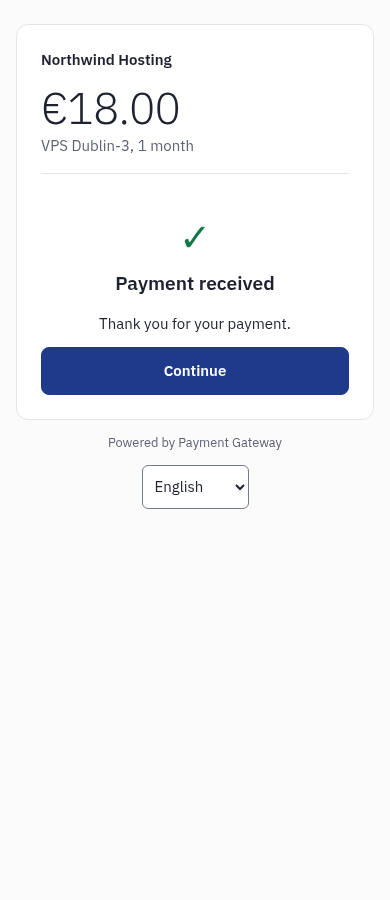 Northwind Hosting
€18.00
VPS Dublin-3, 1 month
✓
Payment received
Thank you for your payment.
Continue
Powered by Payment Gateway
English